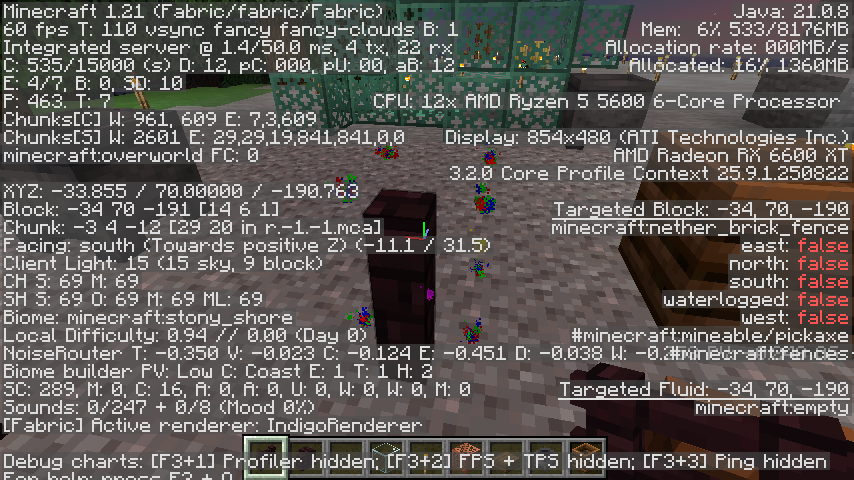 Minecraft 1.21 (Fabric/fabric/Fabric)
60 fps T: 110 vsync fancy fancy-clouds B: 1
Integrated server @ 1.4/50.0 ms, 4 tx, 22 rx
C: 535/15000 (s) D: 12, pC: 000, pU: 00, aB: 12
E: 4/7, B: 0, SD: 10
P: 463. T: 7
Chunks[C] W: 961, 609 E: 7,3,609
Chunks[S] W: 2601 E: 29,29,19,841,841,0,0
minecraft:overworld FC: 0
XYZ: -33.855 / 70.00000 / -190.763
Block: -34 70 -191 [14 6 1]
Chunk: -3 4 -12 [29 20 in r.-1.-1.mca]
Facing: south (Towards positive Z) (-11.1 / 31.5)
Client Light: 15 (15 sky, 9 block)
CH S: 69 M: 69
SH S: 69 O: 69 M: 69 ML: 69
Biome: minecraft:stony_shore
Local Difficulty: 0.94 // 0.00 (Day 0)
NoiseRouter T: -0.350 V: -0.023 C: -0.124 E: -0.451 D: -0.038 W:
Biome builder PV: Low C: Coast E: 1 T: 1 H: 2
SC: 289, M: 0, C: 16, A: 0, A: 0, U: 0, W: 0, W: 0, M: 0
Sounds: 0/247 + 0/8 (Mood 0%)
[Fabric] Active renderer: IndigoRenderer
Debug charts: [F3+1] Profiler hidden; [F3+2] FPS + TPS hidden; [F3+3] Ping hidden
For help: press F3 + Q
Java: 21.0.8
Mem: 6% 533/8176MB
Allocation rate: 000MB/s
Allocated: 16% 1360MB
CPU: 12x AMD Ryzen 5 5600 6-Core Processor
Display: 854x480 (ATI Technologies Inc.)
AMD Radeon RX 6600 XT
3.2.0 Core Profile Context 25.9.1.250822
Targeted Block: -34, 70, -190
minecraft:nether_brick_fence
east: false
north: false
south: false
waterlogged: false
west: false
#minecraft:mineable/pickaxe
#minecraft:fences
Targeted Fluid: -34, 70, -190
minecraft:empty